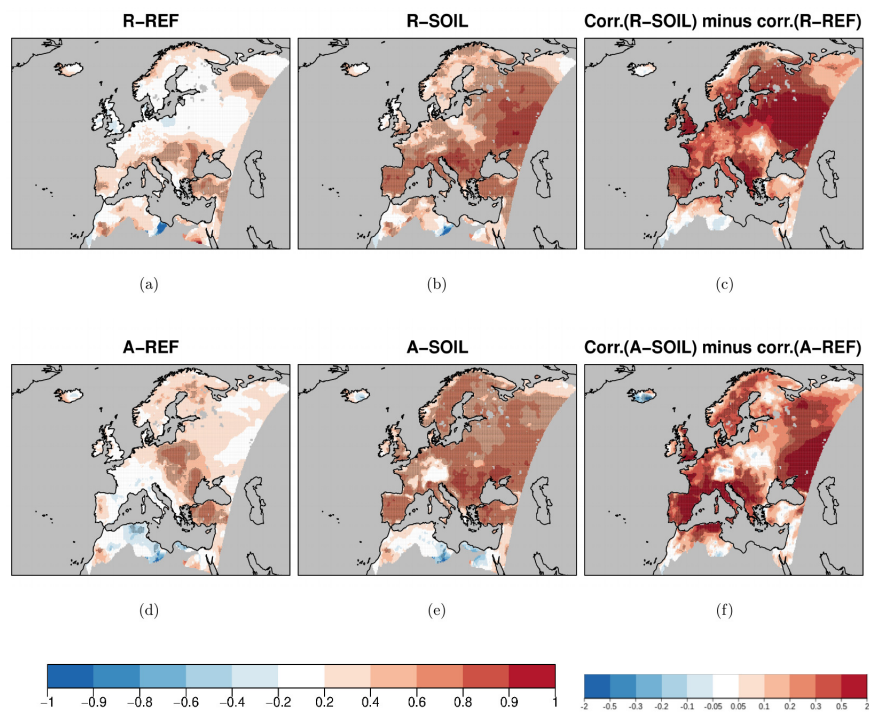 R-REF R-SOIL Corr.(R-SOIL) minus corr.(R-REF)
(a) (b) (c)
A-REF A-SOIL Corr.(A-SOIL) minus corr.(A-REF)
(d) (e) (f)
−1 −0.9 −0.8 −0.6 −0.4 −0.2 0.2 0.4 0.6 0.8 0.9 1
-2 -0.5 -0.3 -0.2 -0.1 -0.05 0.05 0.1 0.2 0.3 0.5 2